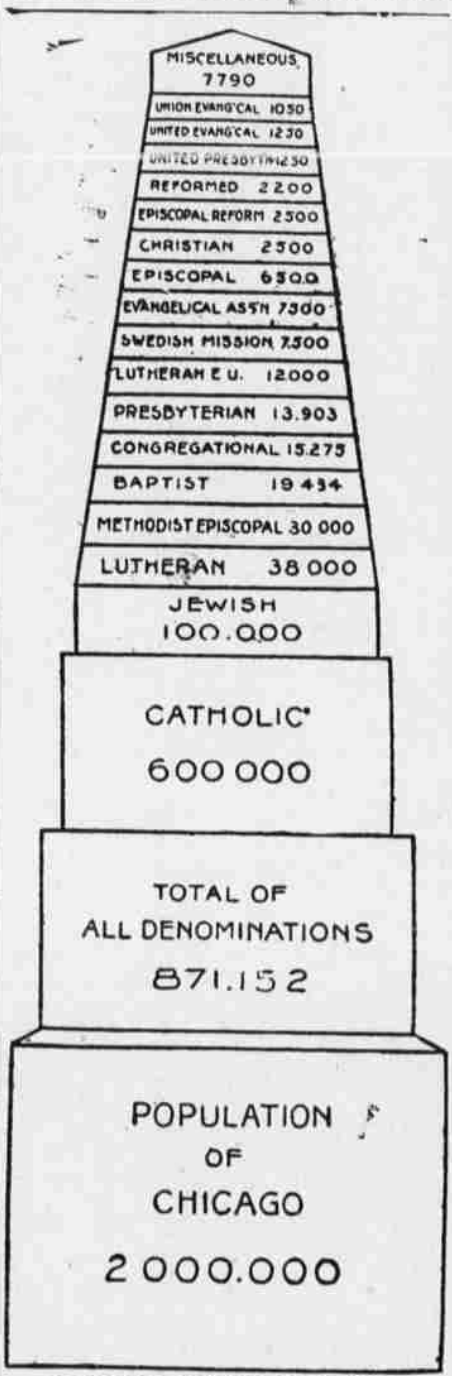 MISCELLANEOUS
7790
UNION EVANG'CAL 1050
UNITED EVANG'CAL 1250
UNITED PRESBYT'N 1250
REFORMED 2200
EPISCOPAL REFORM 2500
CHRISTIAN 2500
EPISCOPAL 6500
EVANGELICAL ASS'N 7500
SWEDISH MISSION 7.500
LUTHERAN E U. 12000
PRESBYTERIAN 13.903
CONGREGATIONAL 15.275
BAPTIST 19 434
METHODIST EPISCOPAL 30 000
LUTHERAN 38 000
JEWISH
100.000
CATHOLIC
600 000
TOTAL OF
ALL DENOMINATIONS
871.152
POPULATION
OF
CHICAGO
2 000.000